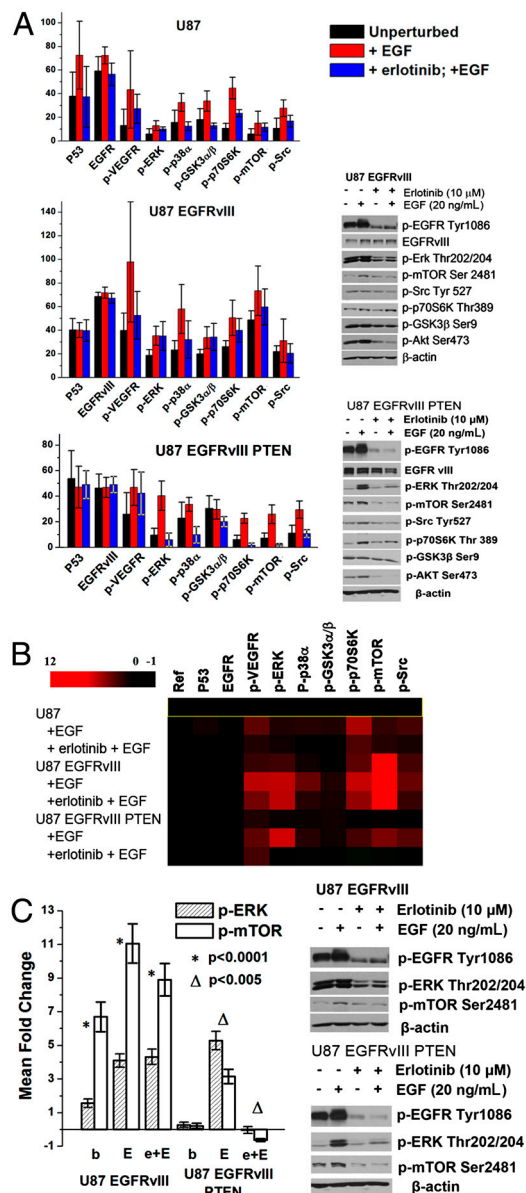 A
U87
Unperturbed
+ EGF
+ erlotinib; +EGF
80
60
40
20
0
P53
EGFR
p-VEGFR
p-ERK
p-p38α
p-GSK3α/β
p-p70S6K
p-mTOR
p-Src
U87 EGFRvIII
100
80
60
40
20
0
P53
EGFRvIII
p-VEGFR
p-ERK
p-p38α
p-GSK3α/β
p-p70S6K
p-mTOR
p-Src
U87 EGFRvIII
Erlotinib (10 µM)
- - + +
EGF (20 ng/mL)
- + - +
p-EGFR Tyr1086
EGFRvIII
p-Erk Thr202/204
p-mTOR Ser 2481
p-Src Tyr 527
p-p70S6K Thr389
p-GSK3β Ser9
p-Akt Ser473
β-actin
U87 EGFRvIII PTEN
100
80
60
40
20
0
P53
EGFRvIII
p-VEGFR
p-ERK
p-p38α
p-GSK3α/β
p-p70S6K
p-mTOR
p-Src
U87 EGFRvIII PTEN
- - + + Erlotinib (10 µM)
- + - + EGF (20 ng/mL)
p-EGFR Tyr1086
EGFR vIII
p-ERK Thr202/204
p-mTOR Ser2481
p-Src Tyr527
p-p70S6K Thr 389
p-GSK3β Ser9
p-AKT Ser473
β-actin
B
12 0 -1
Ref
P53
EGFR
p-VEGFR
p-ERK
P-p38α
p-GSK3α/β
p-p70S6K
p-mTOR
p-Src
U87
+EGF
+ erlotinib + EGF
U87 EGFRvIII
+EGF
+erlotinib + EGF
U87 EGFRvIII PTEN
+EGF
+erlotinib + EGF
C
Mean Fold Change
13
11
9
7
5
3
1
-1
p-ERK
p-mTOR
* p<0.0001
Δ p<0.005
* * * Δ Δ
b E e+E b E e+E
U87 EGFRvIII U87 EGFRvIII
PTEN
U87 EGFRvIII
- - + + Erlotinib (10 µM)
- + - + EGF (20 ng/mL)
p-EGFR Tyr1086
p-ERK Thr202/204
p-mTOR Ser2481
β-actin
U87 EGFRvIII PTEN
- - + + Erlotinib (10 µM)
- + - + EGF (20 ng/mL)
p-EGFR Tyr1086
p-ERK Thr202/204
p-mTOR Ser2481
β-actin